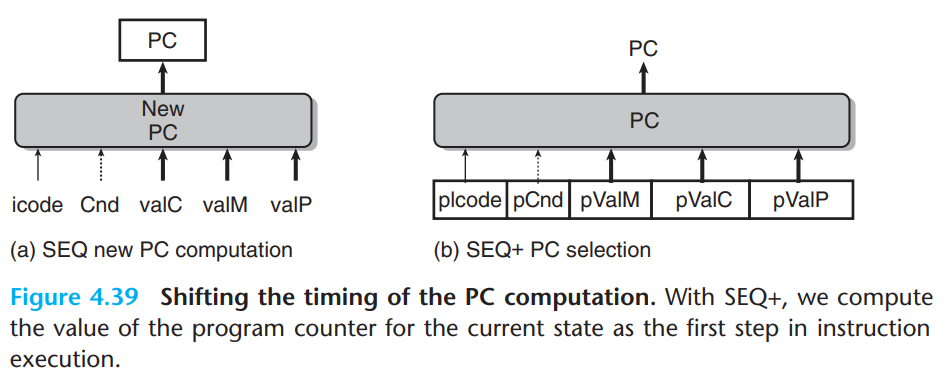 PC
New
PC
icode Cnd valC valM valP
(a) SEQ new PC computation
PC
PC
pIcode pCnd pValM pValC pValP
(b) SEQ+ PC selection
Figure 4.39 Shifting the timing of the PC computation. With SEQ+, we compute
the value of the program counter for the current state as the first step in instruction
execution.